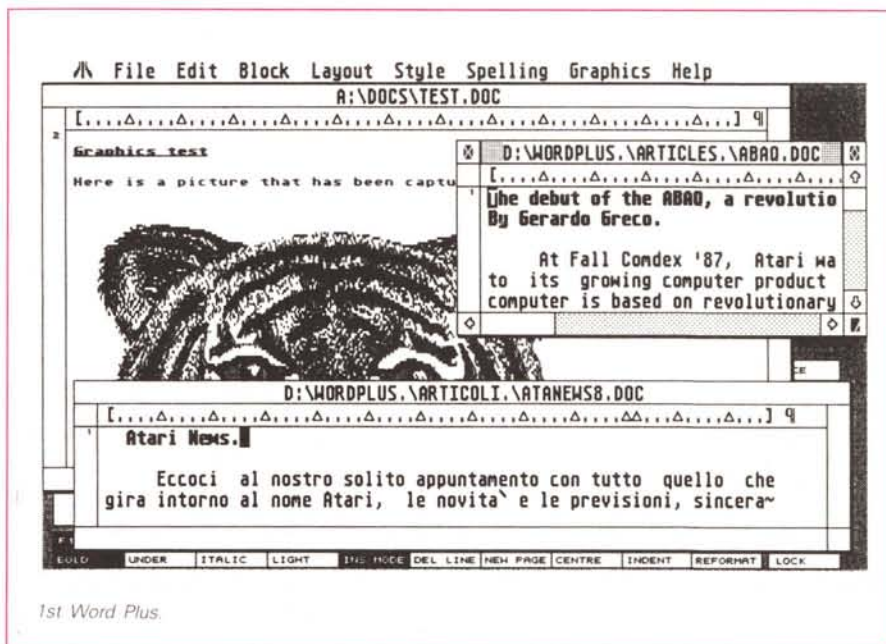 File Edit Block Layout Style Spelling Graphics Help
A:\DOCS\TEST.DOC
2
Graphics test
Here is a picture that has been captu
D:\WORDPLUS.\ARTICLES.\ABAQ.DOC
1
The debut of the ABAQ, a revolutio
By Gerardo Greco.
At Fall Comdex '87, Atari wa
to its growing computer product
computer is based on revolutionary
D:\WORDPLUS.\ARTICOLI.\ATANEWS8.DOC
1
Atari News.
Eccoci al nostro solito appuntamento con tutto quello che
gira intorno al nome Atari, le novita` e le previsioni, sincera~
BOLD UNDER ITALIC LIGHT INS MODE DEL LINE NEW PAGE CENTRE INDENT REFORMAT LOCK
1st Word Plus.